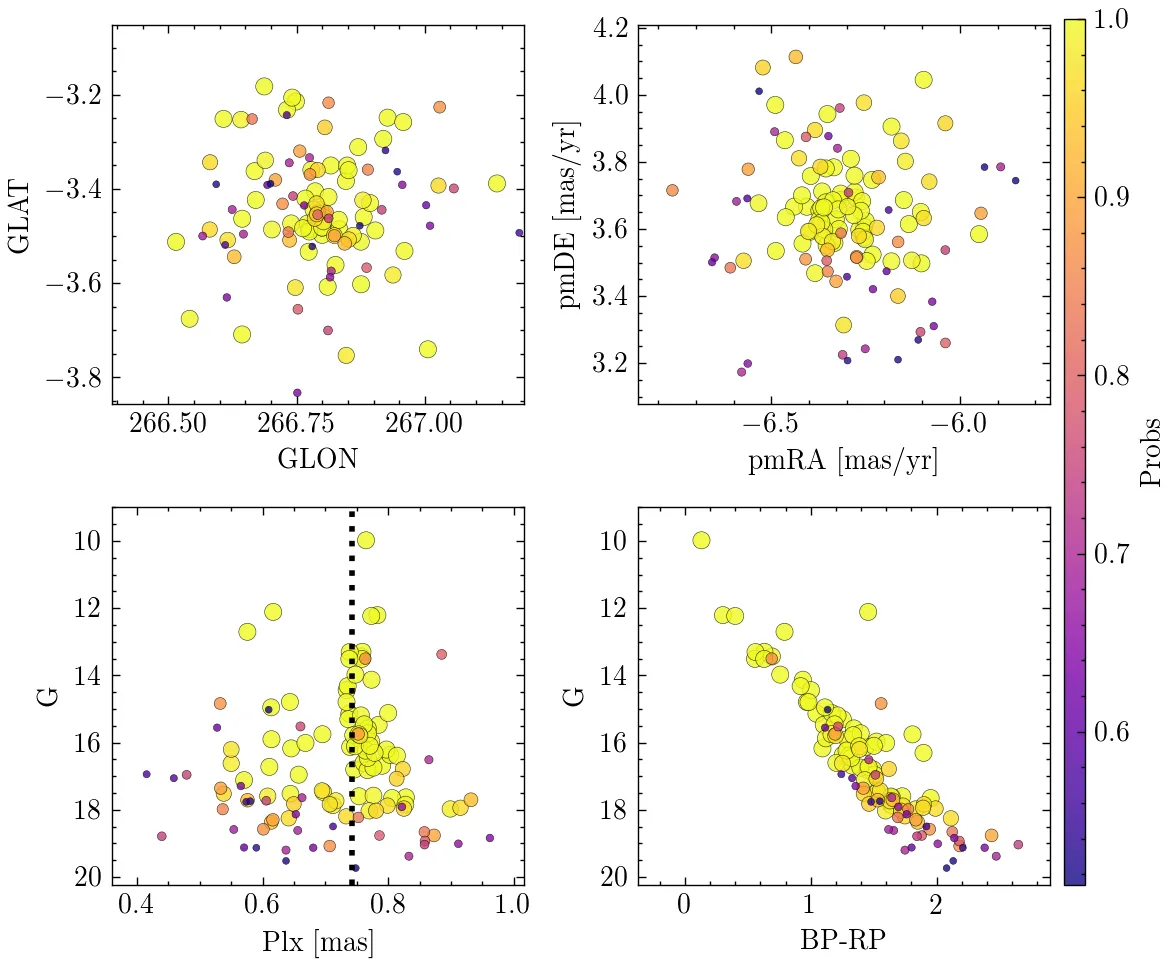 −3.2
−3.4
−3.6
−3.8
GLAT
266.50 266.75 267.00
GLON
4.2
4.0
3.8
3.6
3.4
3.2
pmDE [mas/yr]
−6.5 −6.0
pmRA [mas/yr]
10
12
14
16
18
20
G
0.4 0.6 0.8 1.0
Plx [mas]
10
12
14
16
18
20
G
0 1 2
BP-RP
1.0
0.9
0.8
0.7
0.6
Probs